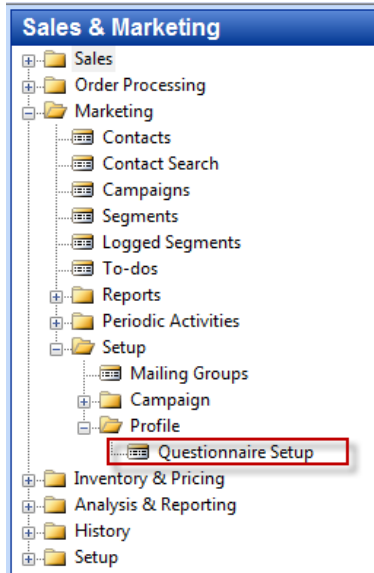 Sales & Marketing
Sales
Order Processing
Marketing
Contacts
Contact Search
Campaigns
Segments
Logged Segments
To-dos
Reports
Periodic Activities
Setup
Mailing Groups
Campaign
Profile
Questionnaire Setup
Inventory & Pricing
Analysis & Reporting
History
Setup